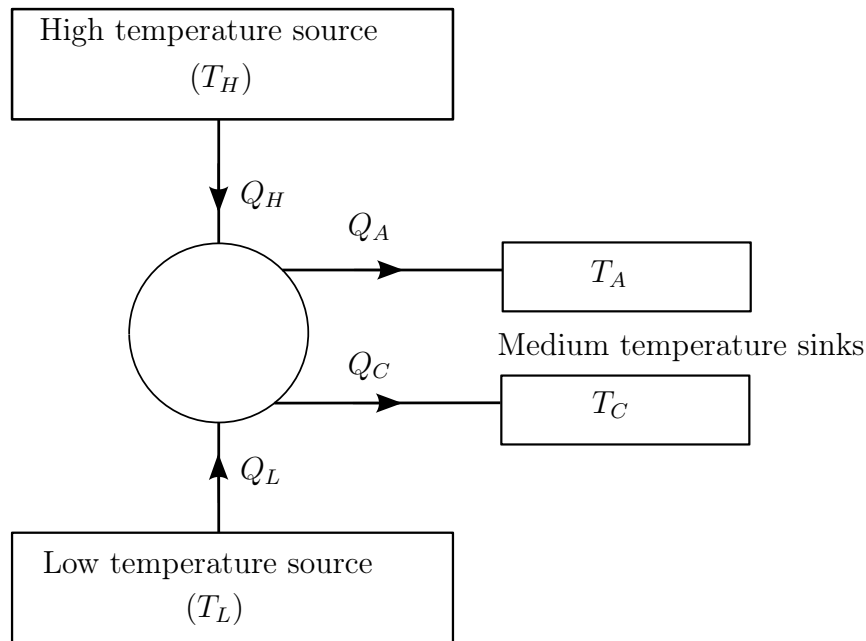 High temperature source
(T_H)
Q_H
Q_A
T_A
Medium temperature sinks
Q_C
T_C
Q_L
Low temperature source
(T_L)